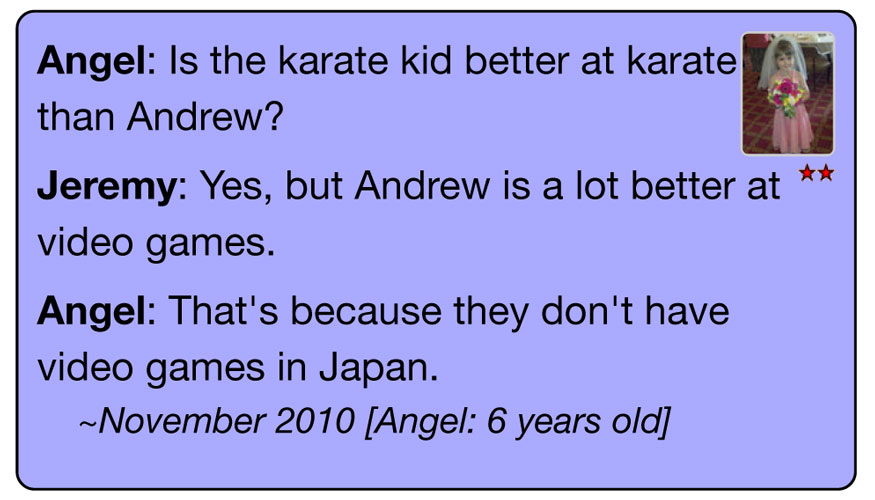 Angel: Is the karate kid better at karate
than Andrew?
Jeremy: Yes, but Andrew is a lot better at
video games.
Angel: That's because they don't have
video games in Japan.
~November 2010 [Angel: 6 years old]